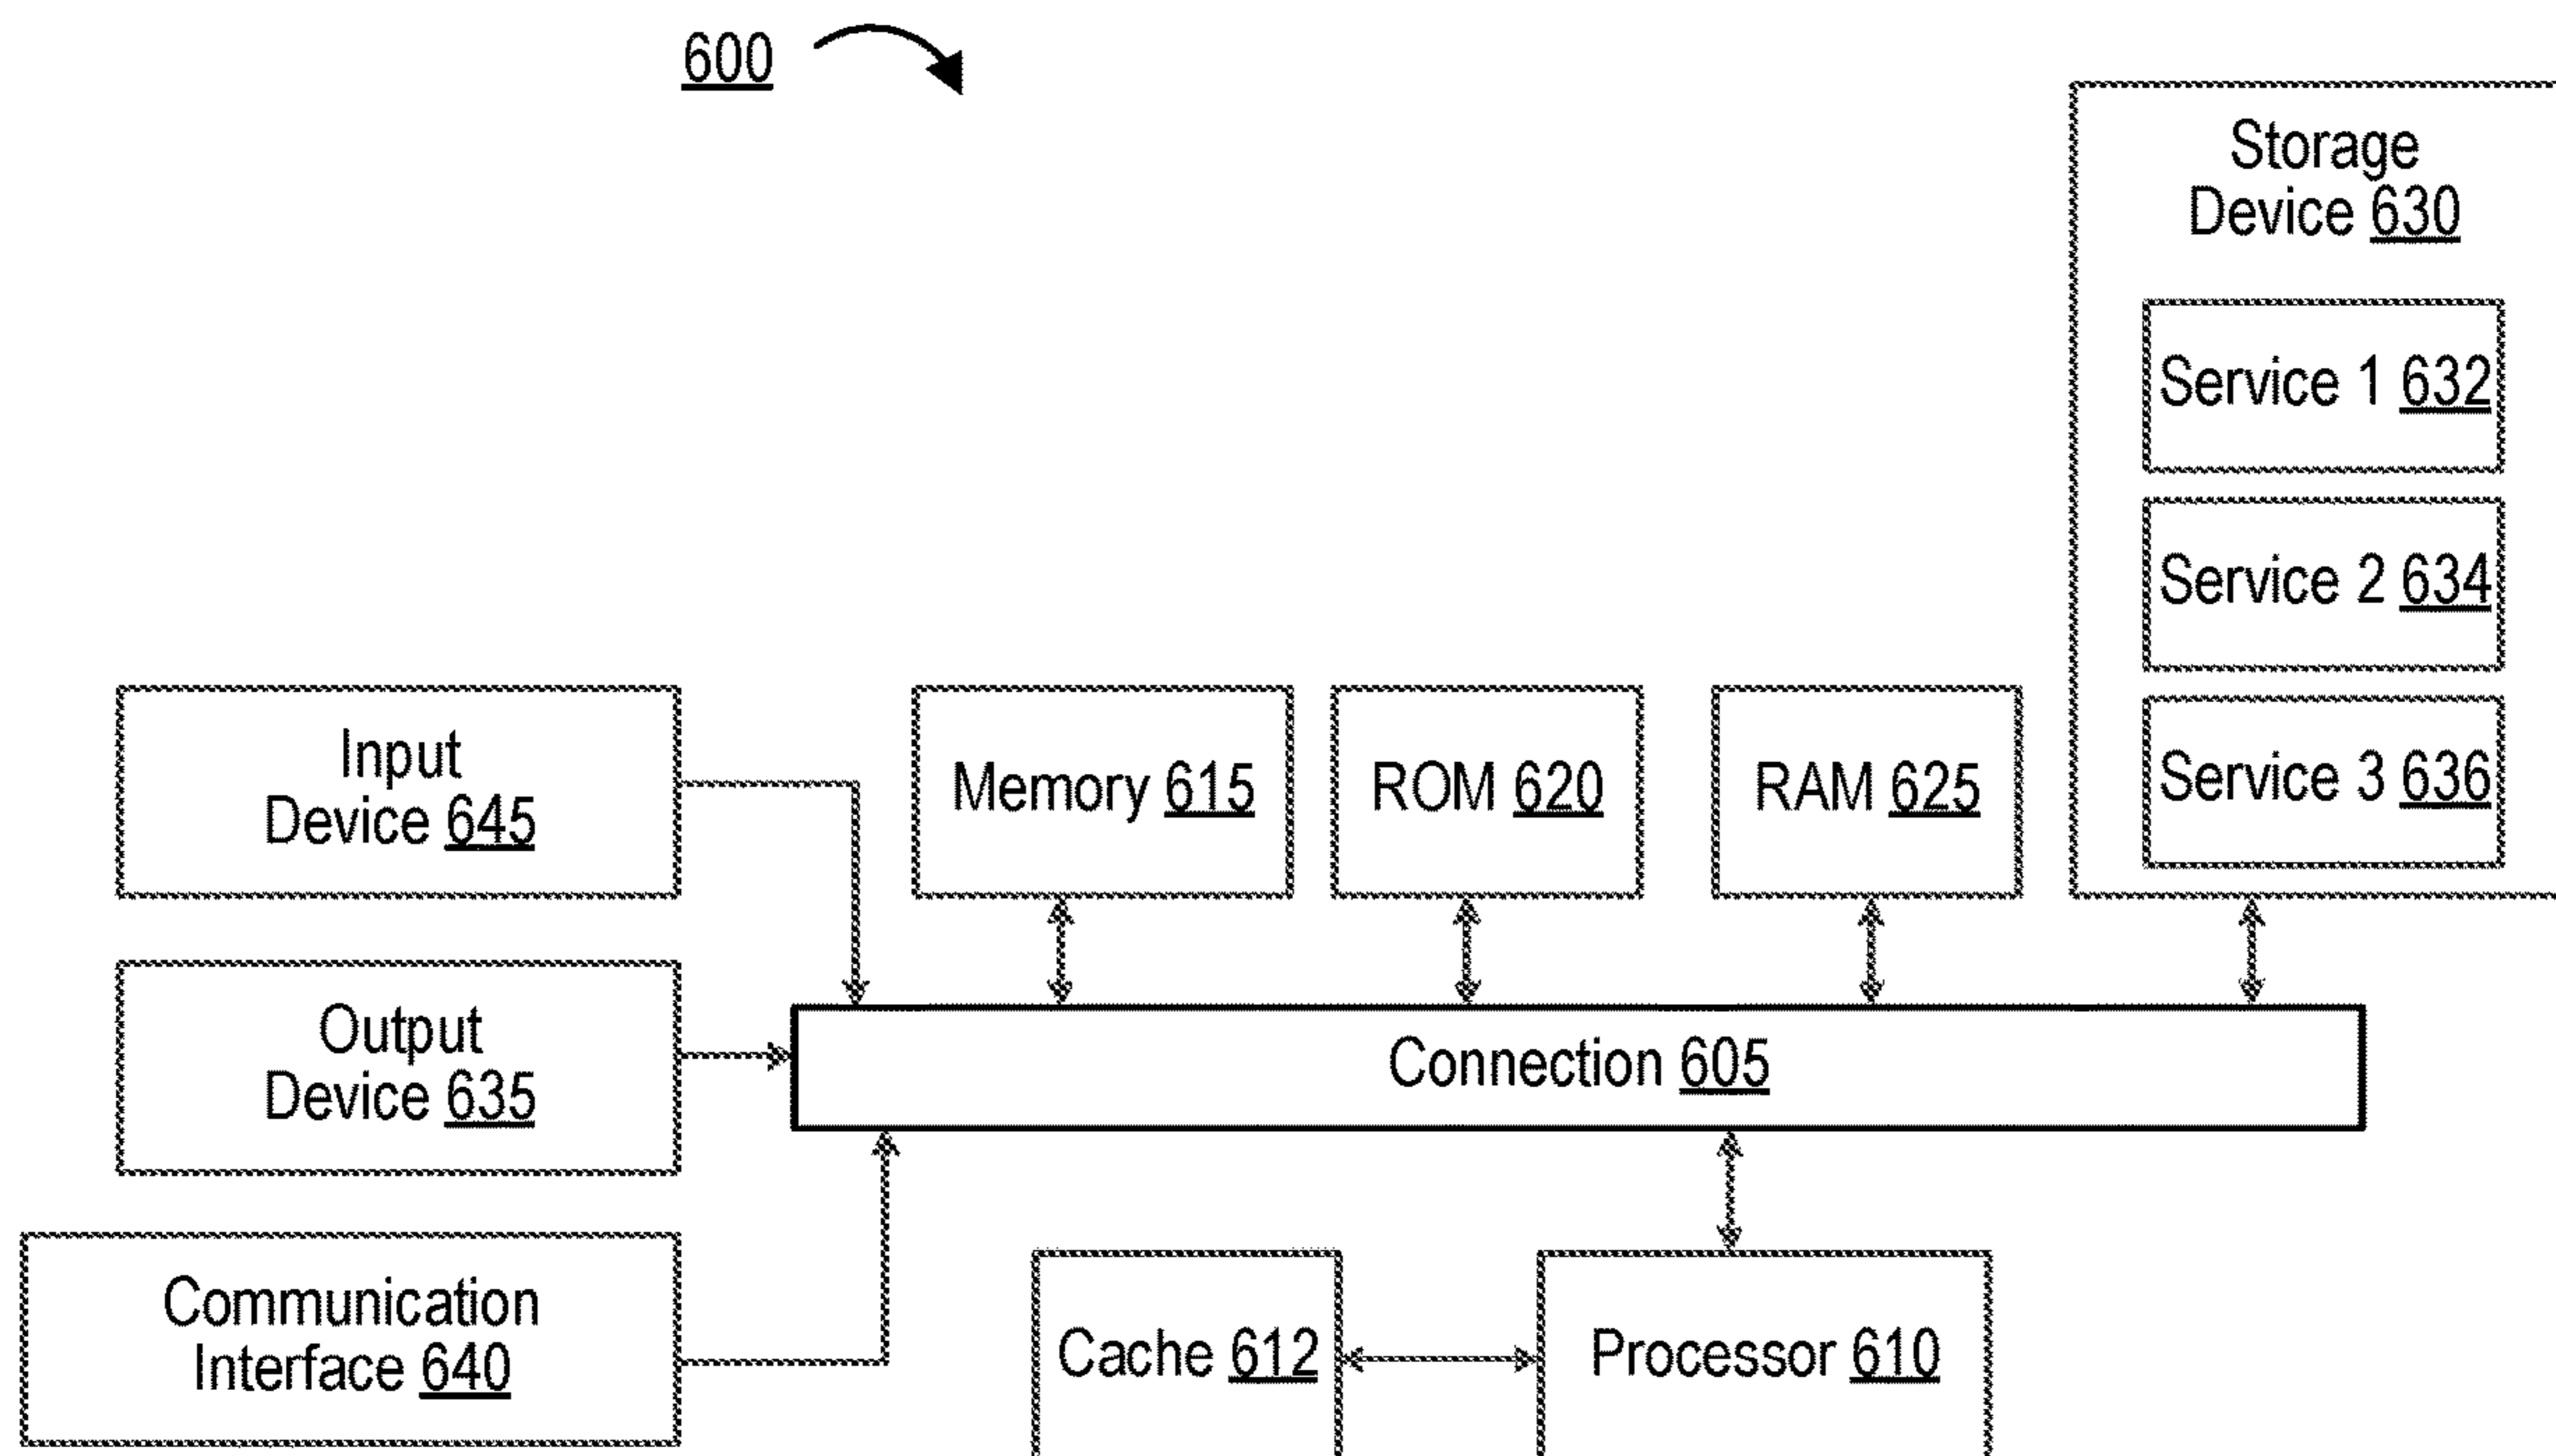 600
Storage
Device 630
Service 1 632
Service 2 634
Service 3 636
Input
Device 645
Memory 615
ROM 620
RAM 625
Output
Device 635
Connection 605
Communication
Interface 640
Cache 612
Processor 610